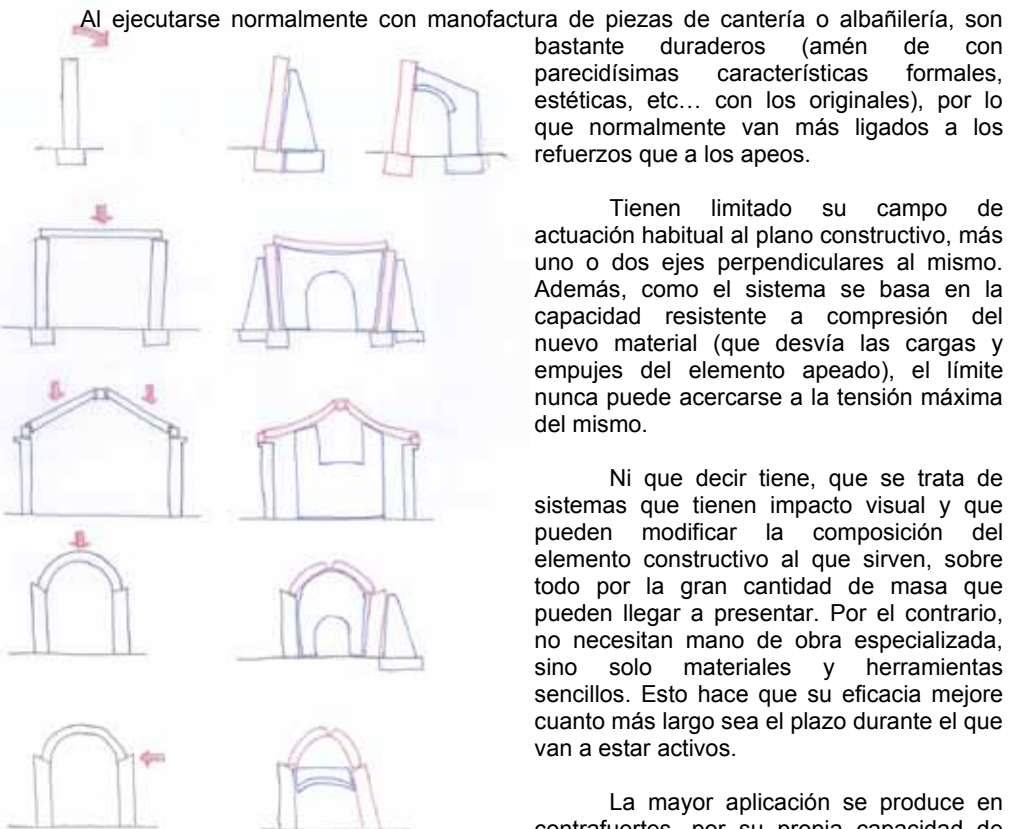 Al ejecutarse normalmente con manofactura de piezas de cantería o albañilería, son
bastante duraderos (amén de con
parecidísimas características formales,
estéticas, etc… con los originales), por lo
que normalmente van más ligados a los
refuerzos que a los apeos.
Tienen limitado su campo de
actuación habitual al plano constructivo, más
uno o dos ejes perpendiculares al mismo.
Además, como el sistema se basa en la
capacidad resistente a compresión del
nuevo material (que desvía las cargas y
empujes del elemento apeado), el límite
nunca puede acercarse a la tensión máxima
del mismo.
Ni que decir tiene, que se trata de
sistemas que tienen impacto visual y que
pueden modificar la composición del
elemento constructivo al que sirven, sobre
todo por la gran cantidad de masa que
pueden llegar a presentar. Por el contrario,
no necesitan mano de obra especializada,
sino solo materiales y herramientas
sencillos. Esto hace que su eficacia mejore
cuanto más largo sea el plazo durante el que
van a estar activos.
La mayor aplicación se produce en
contrafuertes, por su propia capacidad de